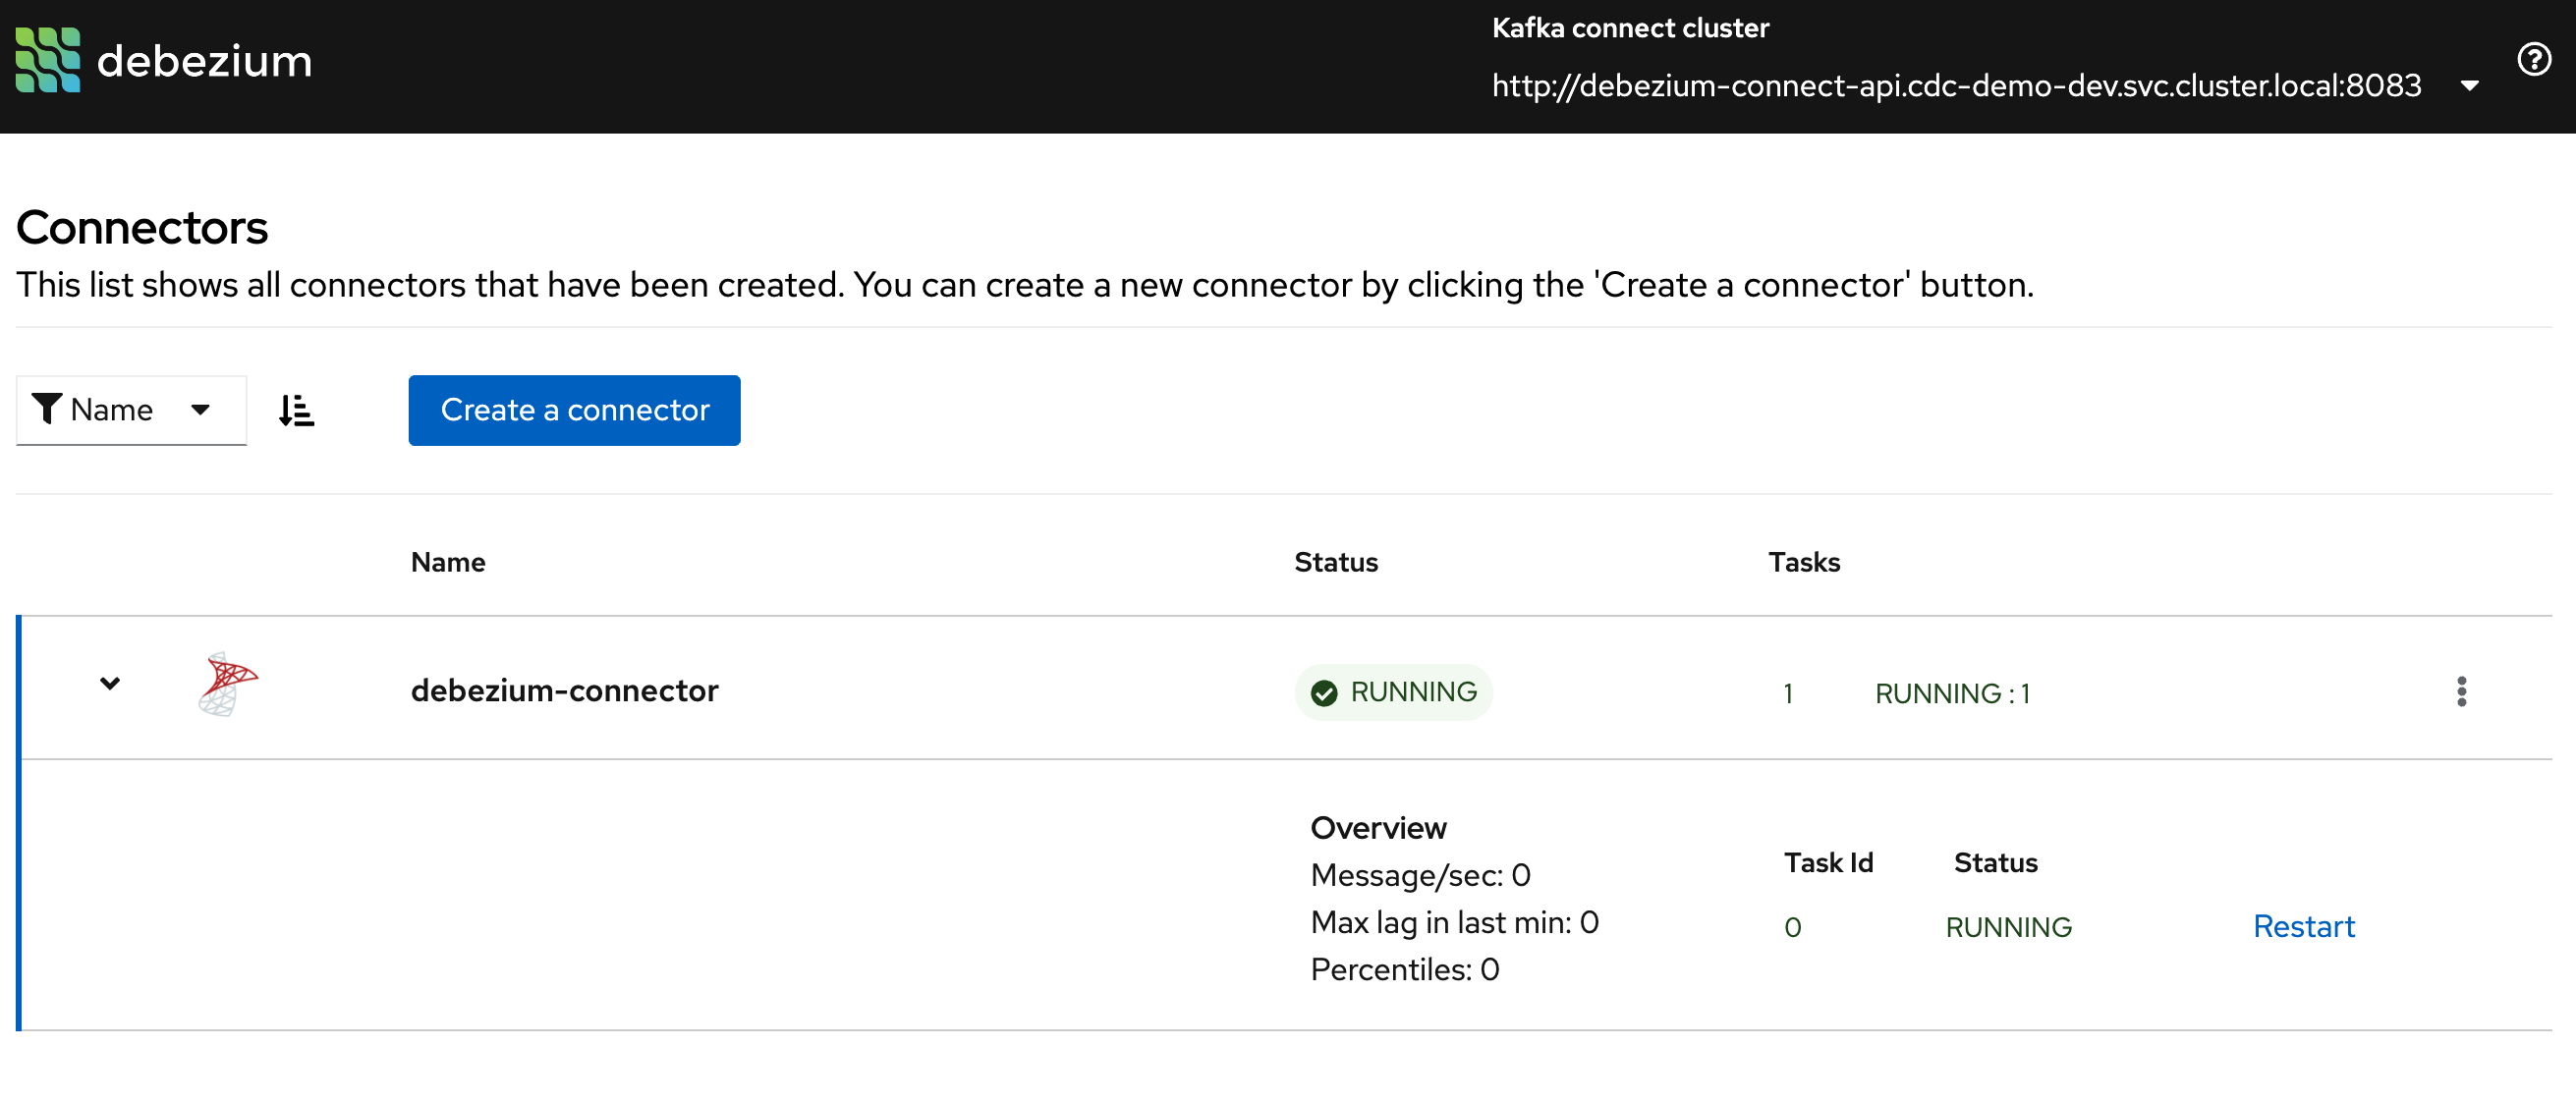 debezium
Kafka connect cluster
http://debezium-connect-api.cdc-demo-dev.svc.cluster.local:8083
Connectors
This list shows all connectors that have been created. You can create a new connector by clicking the 'Create a connector' button.
Name
Create a connector
Name Status Tasks
debezium-connector RUNNING 1 RUNNING : 1
Overview
Message/sec: 0
Max lag in last min: 0
Percentiles: 0
Task Id Status
0 RUNNING Restart